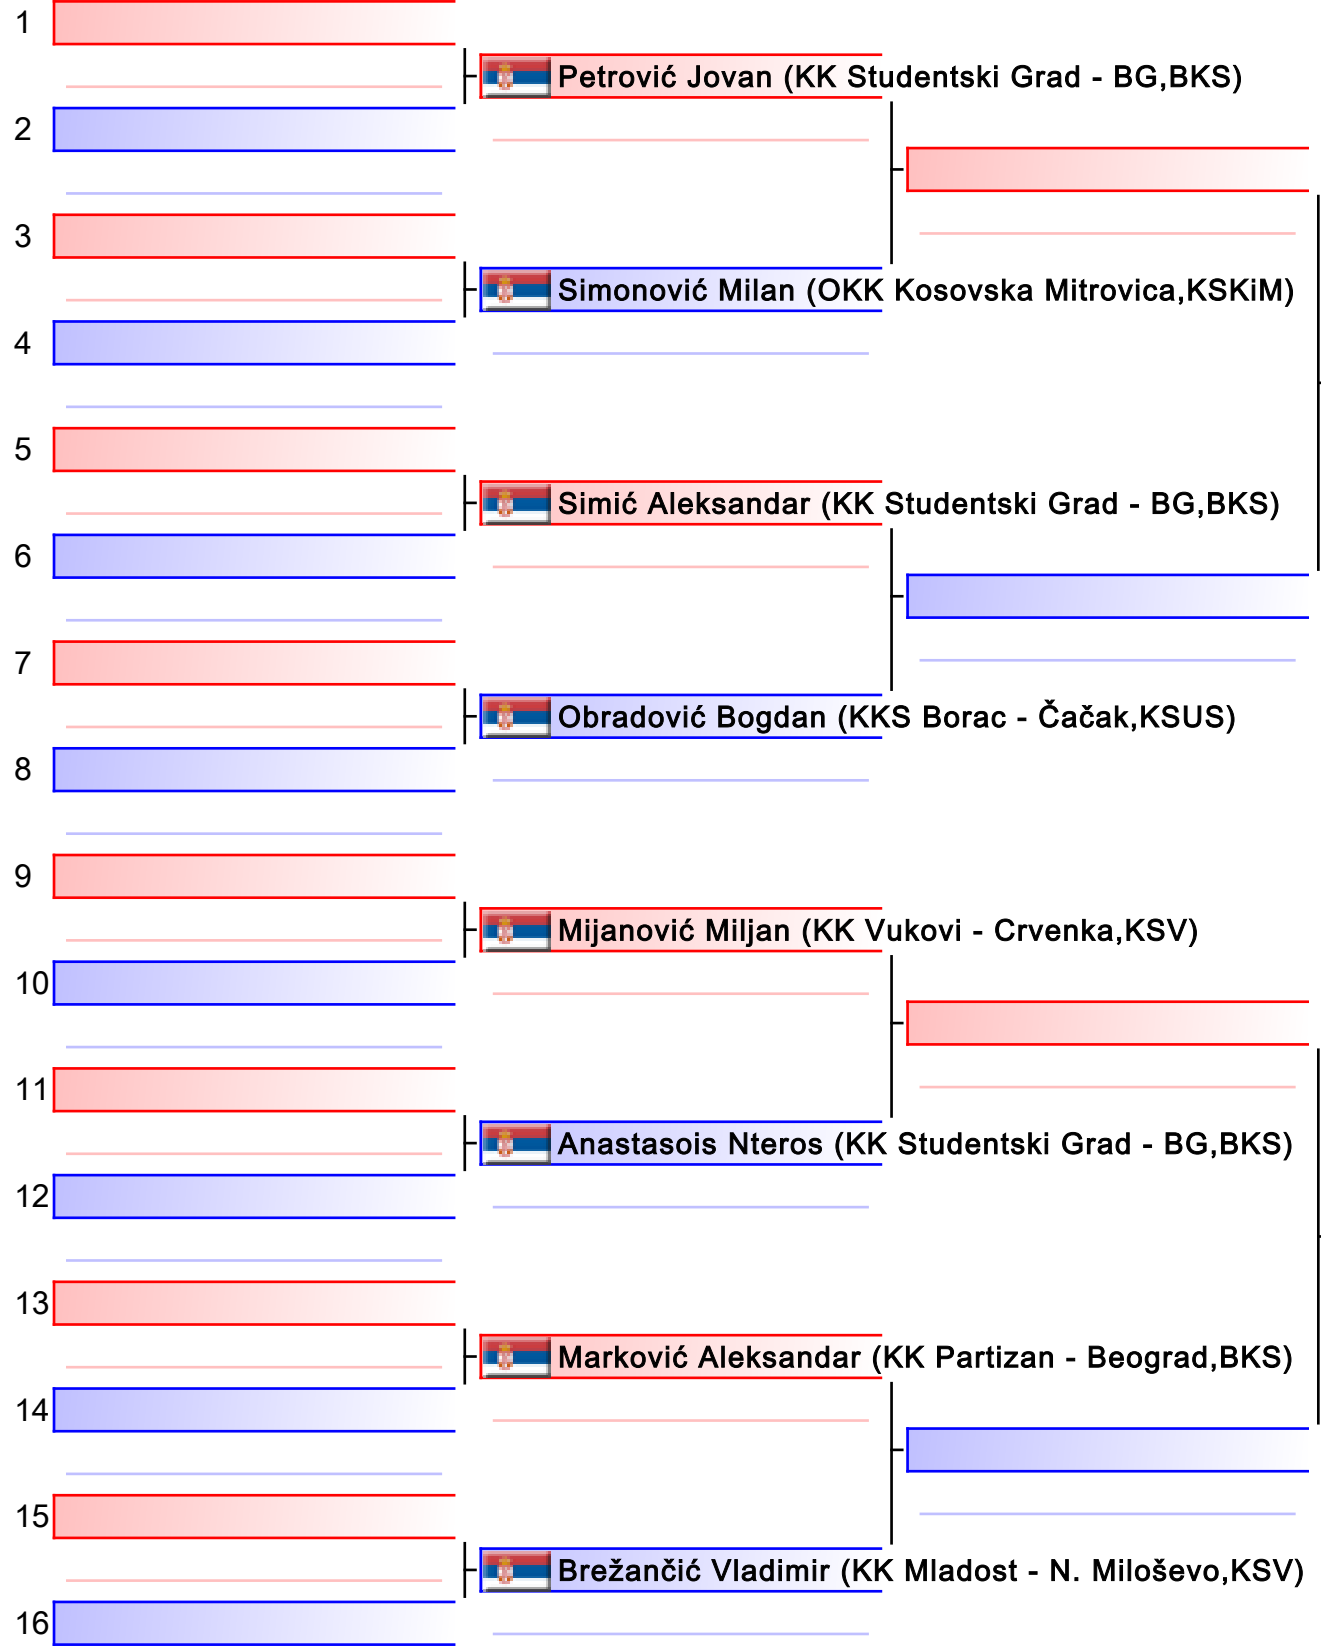 1
Petrović Jovan (KK Studentski Grad - BG,BKS)
2
3
Simonović Milan (OKK Kosovska Mitrovica,KSKiM)
4
5
Simić Aleksandar (KK Studentski Grad - BG,BKS)
6
7
Obradović Bogdan (KKS Borac - Čačak,KSUS)
8
9
Mijanović Miljan (KK Vukovi - Crvenka,KSV)
10
11
Anastasois Nteros (KK Studentski Grad - BG,BKS)
12
13
Marković Aleksandar (KK Partizan - Beograd,BKS)
14
15
Brežančić Vladimir (KK Mladost - N. Miloševo,KSV)
16